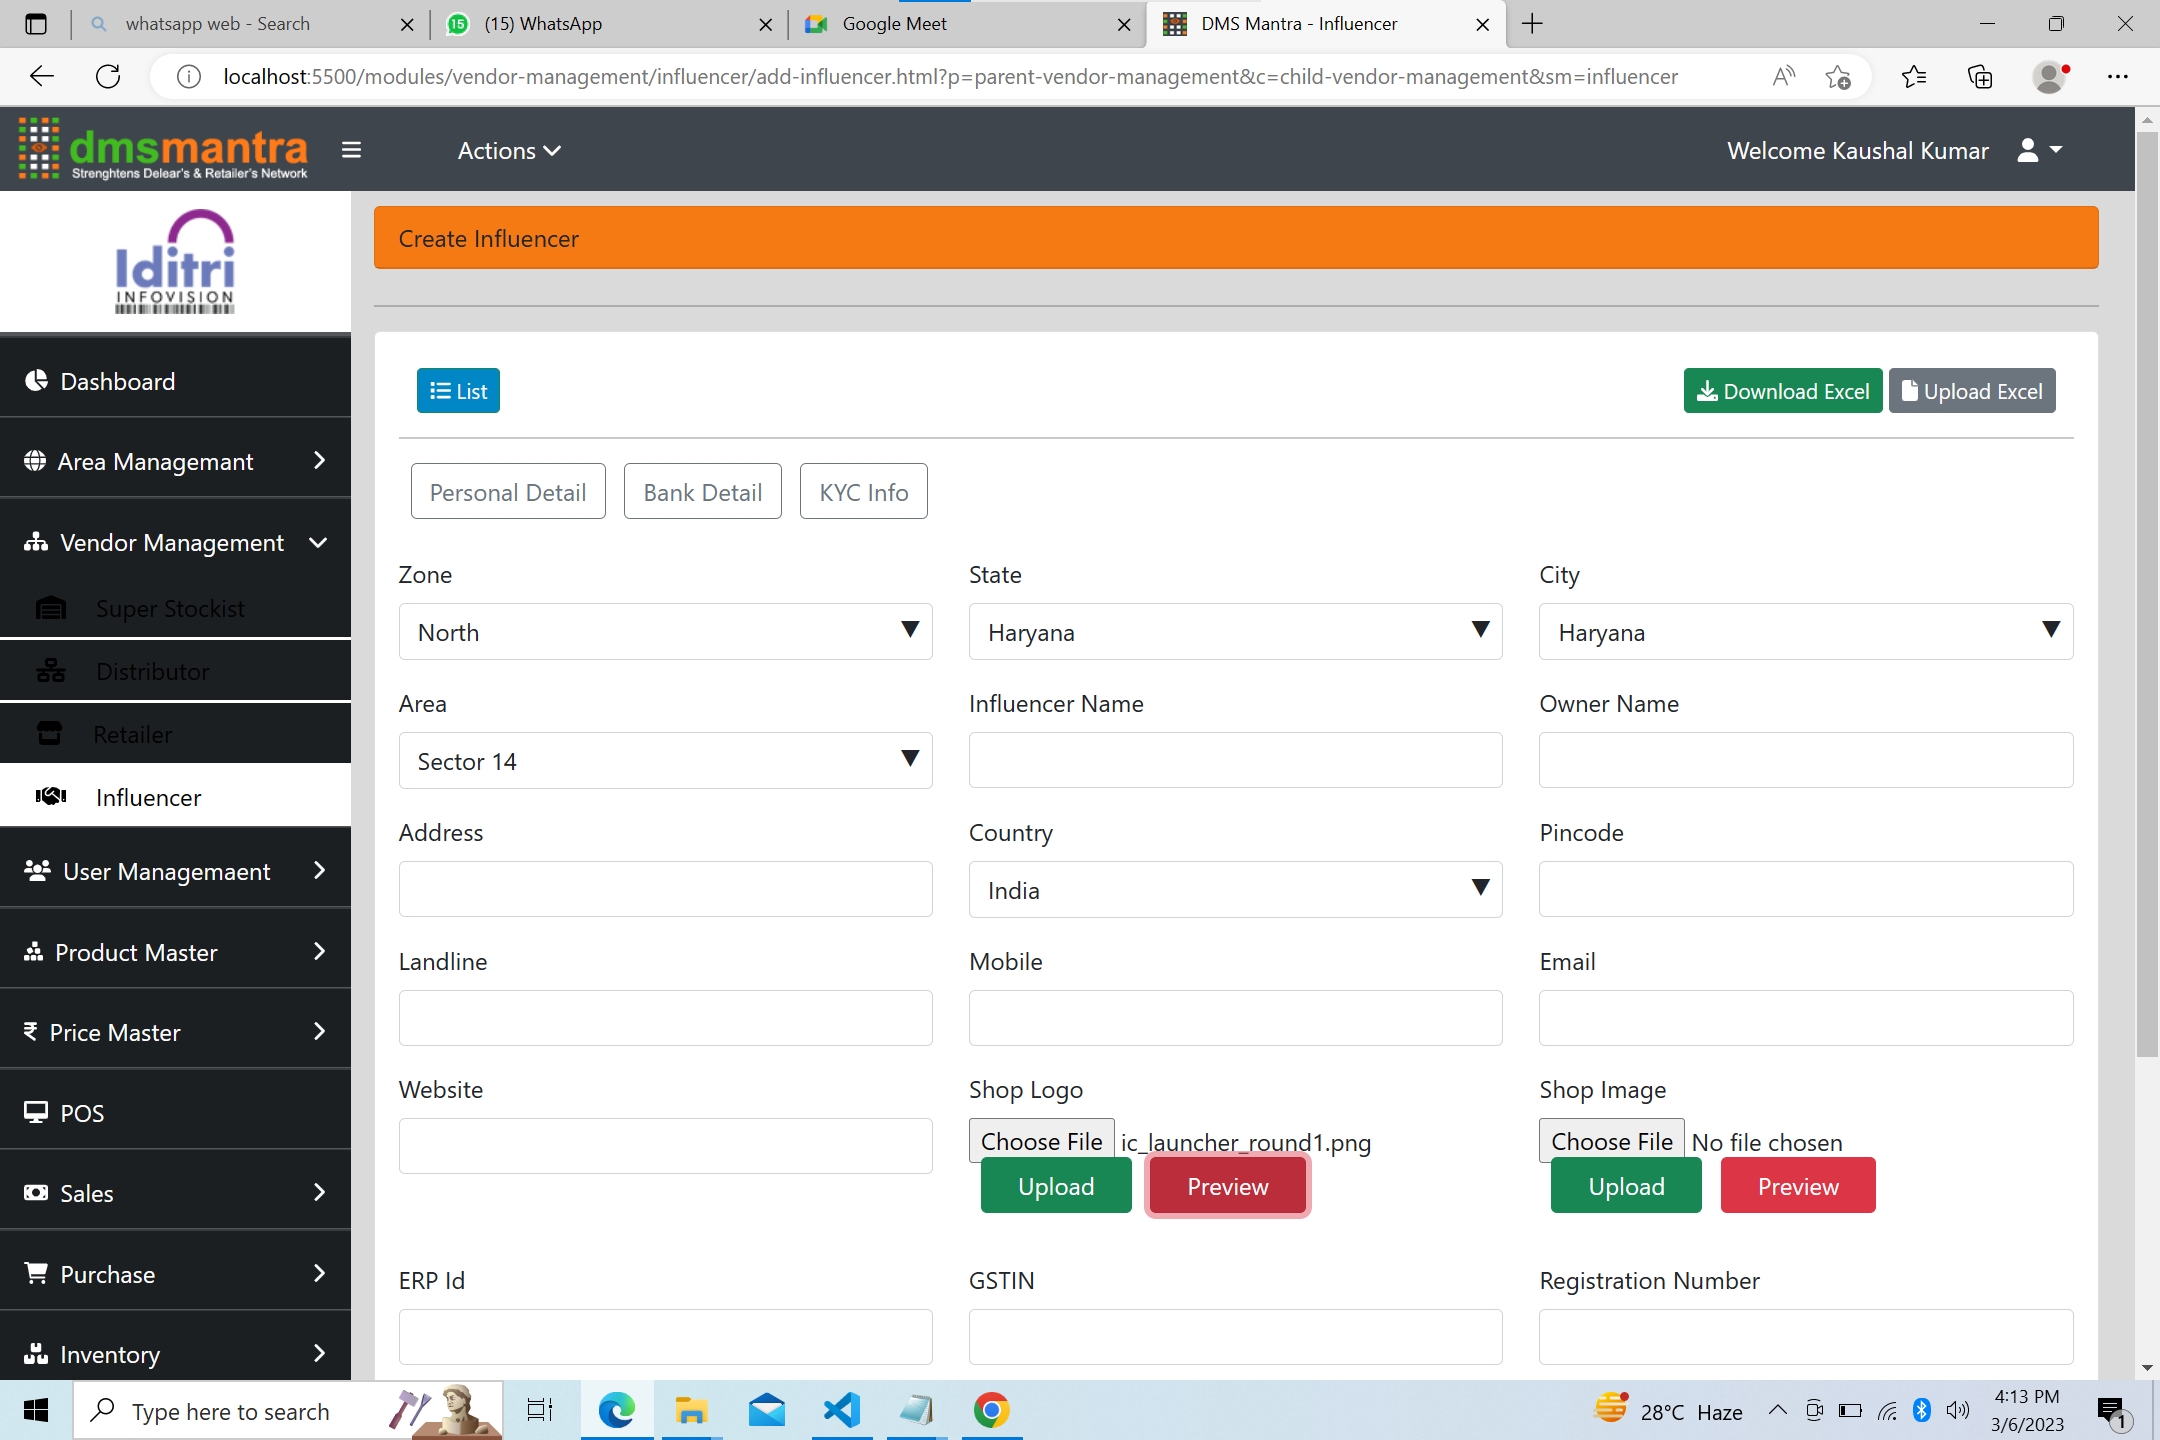 whatsapp web - Search
(15) WhatsApp
Google Meet
DMS Mantra - Influencer
localhost:5500/modules/vendor-management/influencer/add-influencer.html?p=parent-vendor-management&c=child-vendor-management&sm=influencer
dmsmantra
Strenghtens Delear's & Retailer's Network
Actions
Welcome Kaushal Kumar
Iditri
INFOVISION
Create Influencer
Dashboard
Area Managemant
Vendor Management
Super Stockist
Distributor
Retailer
Influencer
User Managemaent
Product Master
Price Master
POS
Sales
Purchase
Inventory
List
Download Excel
Upload Excel
Personal Detail
Bank Detail
KYC Info
Zone
State
City
North
Haryana
Haryana
Area
Influencer Name
Owner Name
Sector 14
Address
Country
Pincode
India
Landline
Mobile
Email
Website
Shop Logo
Shop Image
Choose File ic_launcher_round1.png
Choose File No file chosen
Upload
Preview
Upload
Preview
ERP Id
GSTIN
Registration Number
Type here to search
28°C Haze
4:13 PM
3/6/2023
1